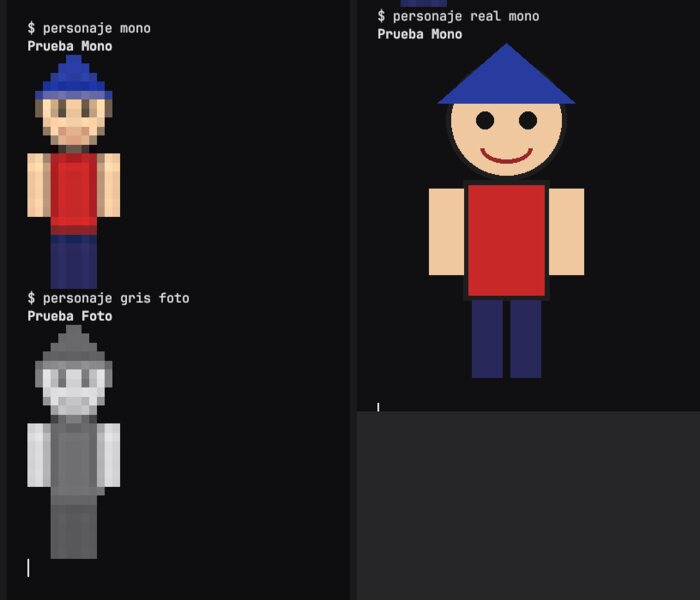 $ personaje mono
Prueba Mono
$ personaje gris foto
Prueba Foto
$ personaje real mono
Prueba Mono